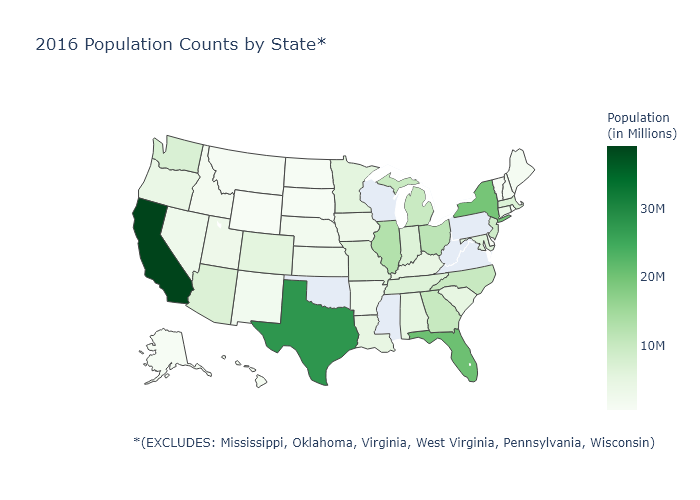 2016 Population Counts by State*
Population
(in Millions)
30M
20M
10M
*(EXCLUDES: Mississippi, Oklahoma, Virginia, West Virginia, Pennsylvania, Wisconsin)